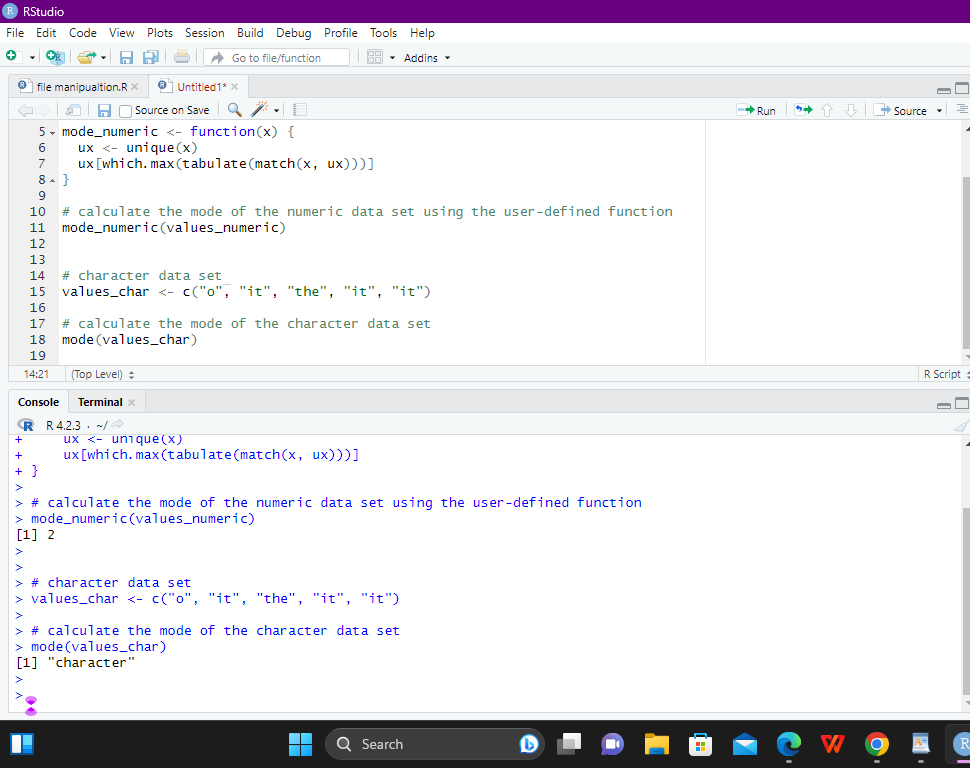 RStudio
File Edit Code View Plots Session Build Debug Profile Tools Help
Go to file/function Addins
file manipualtion.R Untitled1*
Source on Save Run Source
5 mode_numeric <- function(x) {
6 ux <- unique(x)
7 ux[which.max(tabulate(match(x, ux)))]
8 }
9
10 # calculate the mode of the numeric data set using the user-defined function
11 mode_numeric(values_numeric)
12
13
14 # character data set_
15 values_char <- c("o", "it", "the", "it", "it")
16
17 # calculate the mode of the character data set
18 mode(values_char)
19
14:21 (Top Level) R Script
Console Terminal
R R 4.2.3 · ~/
+ ux <- unique(x)
+ ux[which.max(tabulate(match(x, ux)))]
+ }
>
> # calculate the mode of the numeric data set using the user-defined function
> mode_numeric(values_numeric)
[1] 2
>
>
> # character data set
> values_char <- c("o", "it", "the", "it", "it")
>
> # calculate the mode of the character data set
> mode(values_char)
[1] "character"
>
>
Search